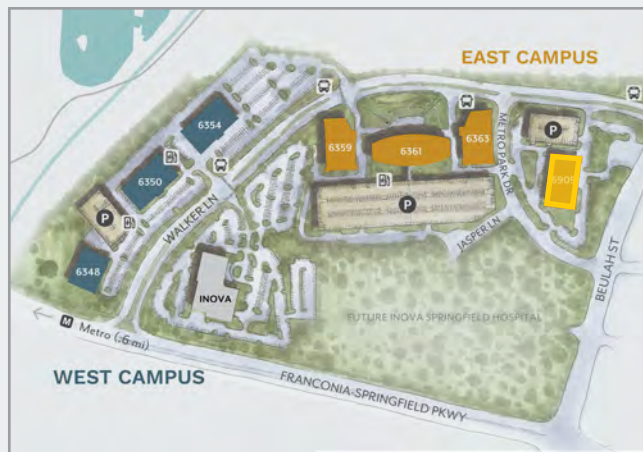 EAST CAMPUS
6354
6359
6361
6363
METRO PARK DR
P
6350
P
WALKER LN
P
JASPER LN
BEULAH ST
6348
INOVA
FUTURE INOVA SPRINGFIELD HOSPITAL
M Metro (.6 mi)
WEST CAMPUS
FRANCONIA-SPRINGFIELD PKWY